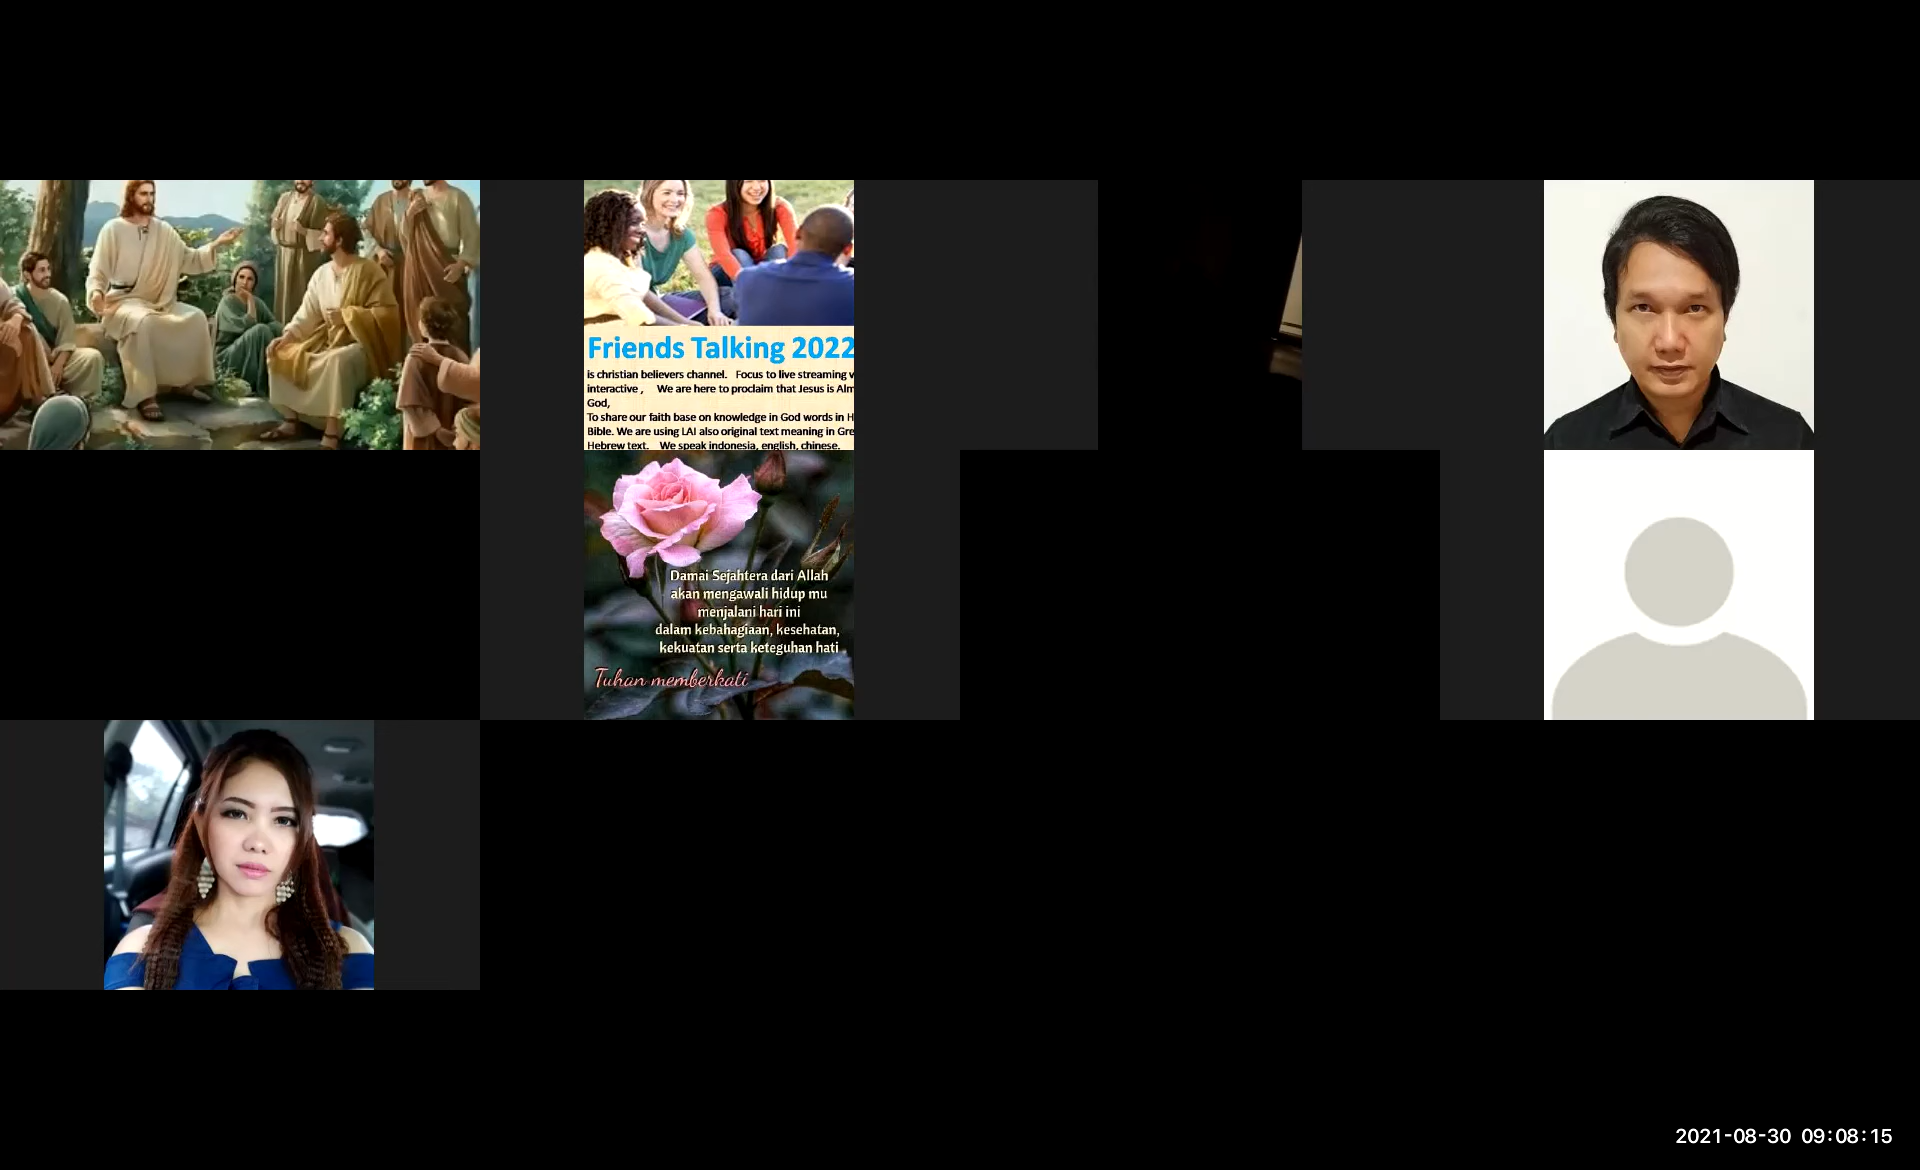 Friends Talking 2022
is christian believers channel. Focus to live streaming
interactive , We are here to proclaim that Jesus is
God,
To share our faith base on knowledge in God words in
Bible. We are using LAI also original text meaning in
Hebrew text. We speak indonesia, english, chinese.
Damai Sejahtera dari Allah
akan mengawali hidup mu
menjalani hari ini
dalam kebahagiaan, kesehatan,
kekuatan serta keteguhan hati .
Tuhan memberkati
2021-08-30 09:08:15